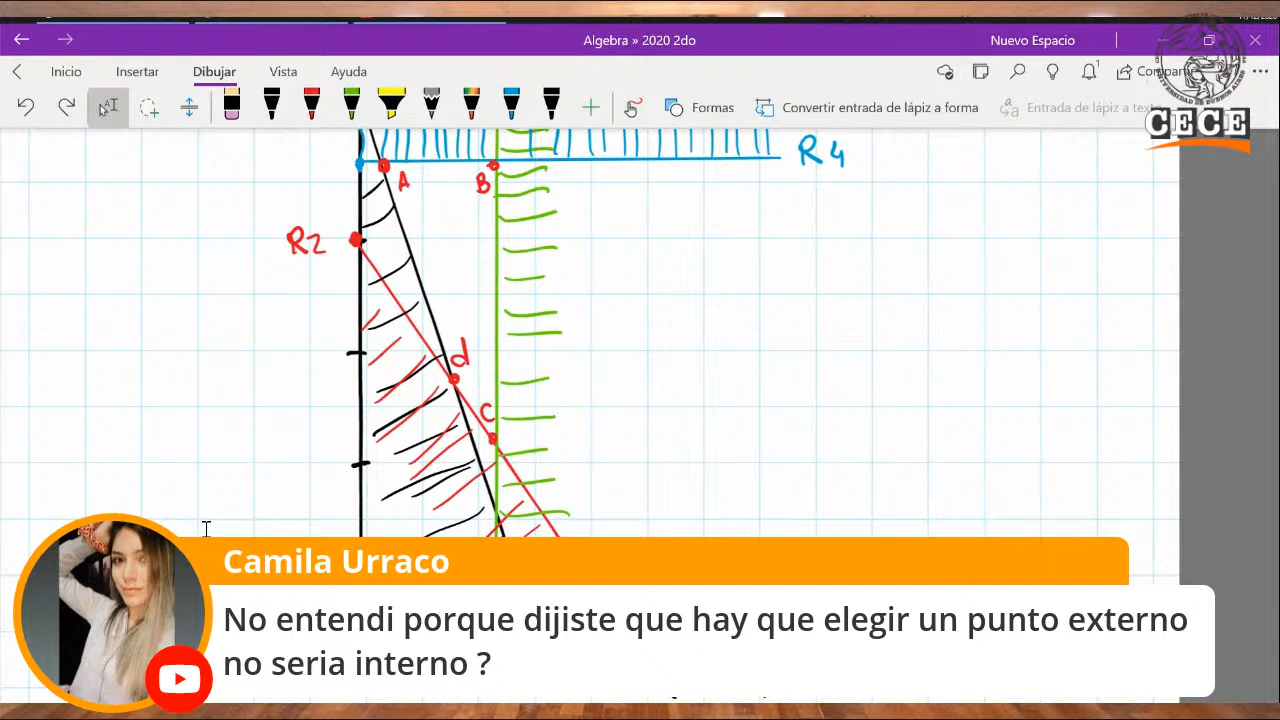 Algebra » 2020 2do
Nuevo Espacio
Inicio
Insertar
Dibujar
Vista
Ayuda
1
Formas
Convertir entrada de lápiz a forma
Entrada de lápiz a texto
CECE
R4
A
B
R2
d
C
Camila Urraco
No entendi porque dijiste que hay que elegir un punto externo
no seria interno ?